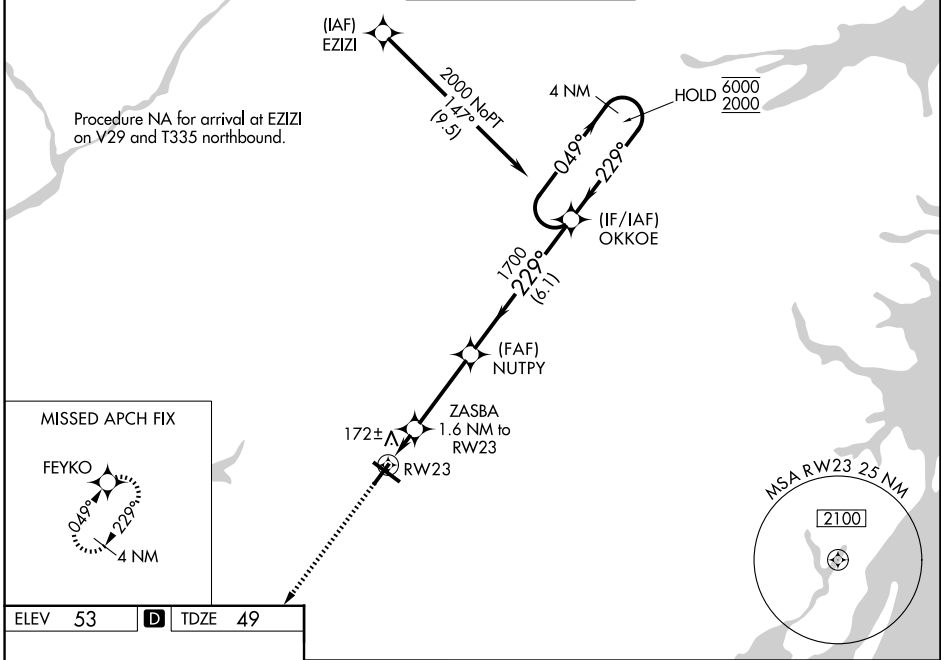 (IAF)
EZIZI
2000 NoPT
147°
(9.5)
4 NM
HOLD 6000
2000
Procedure NA for arrival at EZIZI
on V29 and T335 northbound.
049°
229°
(IF/IAF)
OKKOE
1700
229°
(6.1)
(FAF)
NUTPY
ZASBA
1.6 NM to
RW23
172±
RW23
MISSED APCH FIX
FEYKO
049°
229°
4 NM
MSA RW23 25 NM
2100
ELEV 53 D TDZE 49